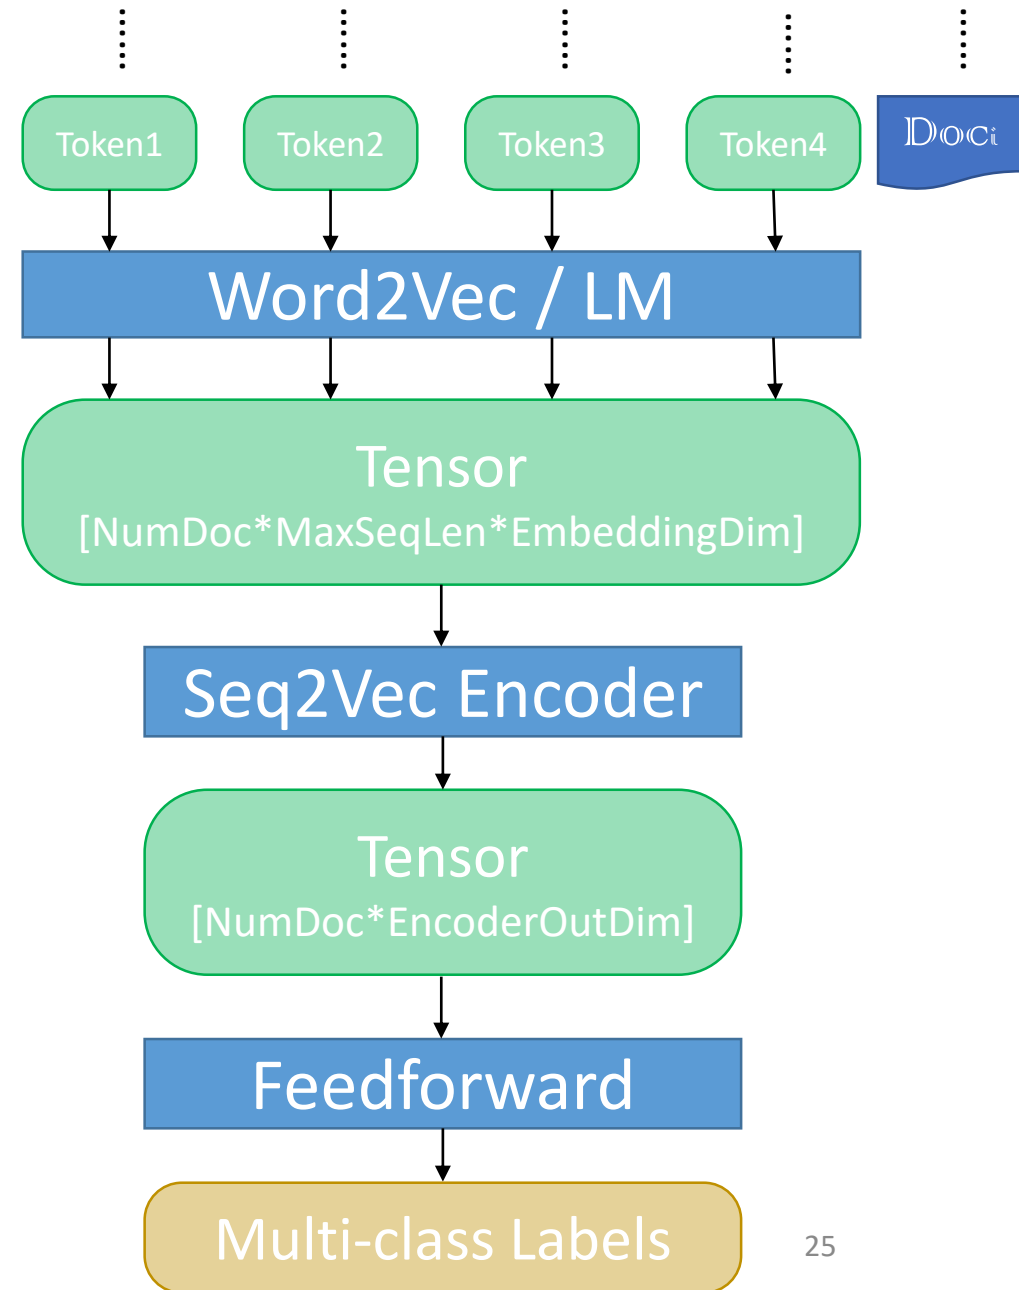 Token1
Token2
Token3
Token4
Doci
Word2Vec / LM
Tensor
[NumDoc*MaxSeqLen*EmbeddingDim]
Seq2Vec Encoder
Tensor
[NumDoc*EncoderOutDim]
Feedforward
Multi-class Labels
25